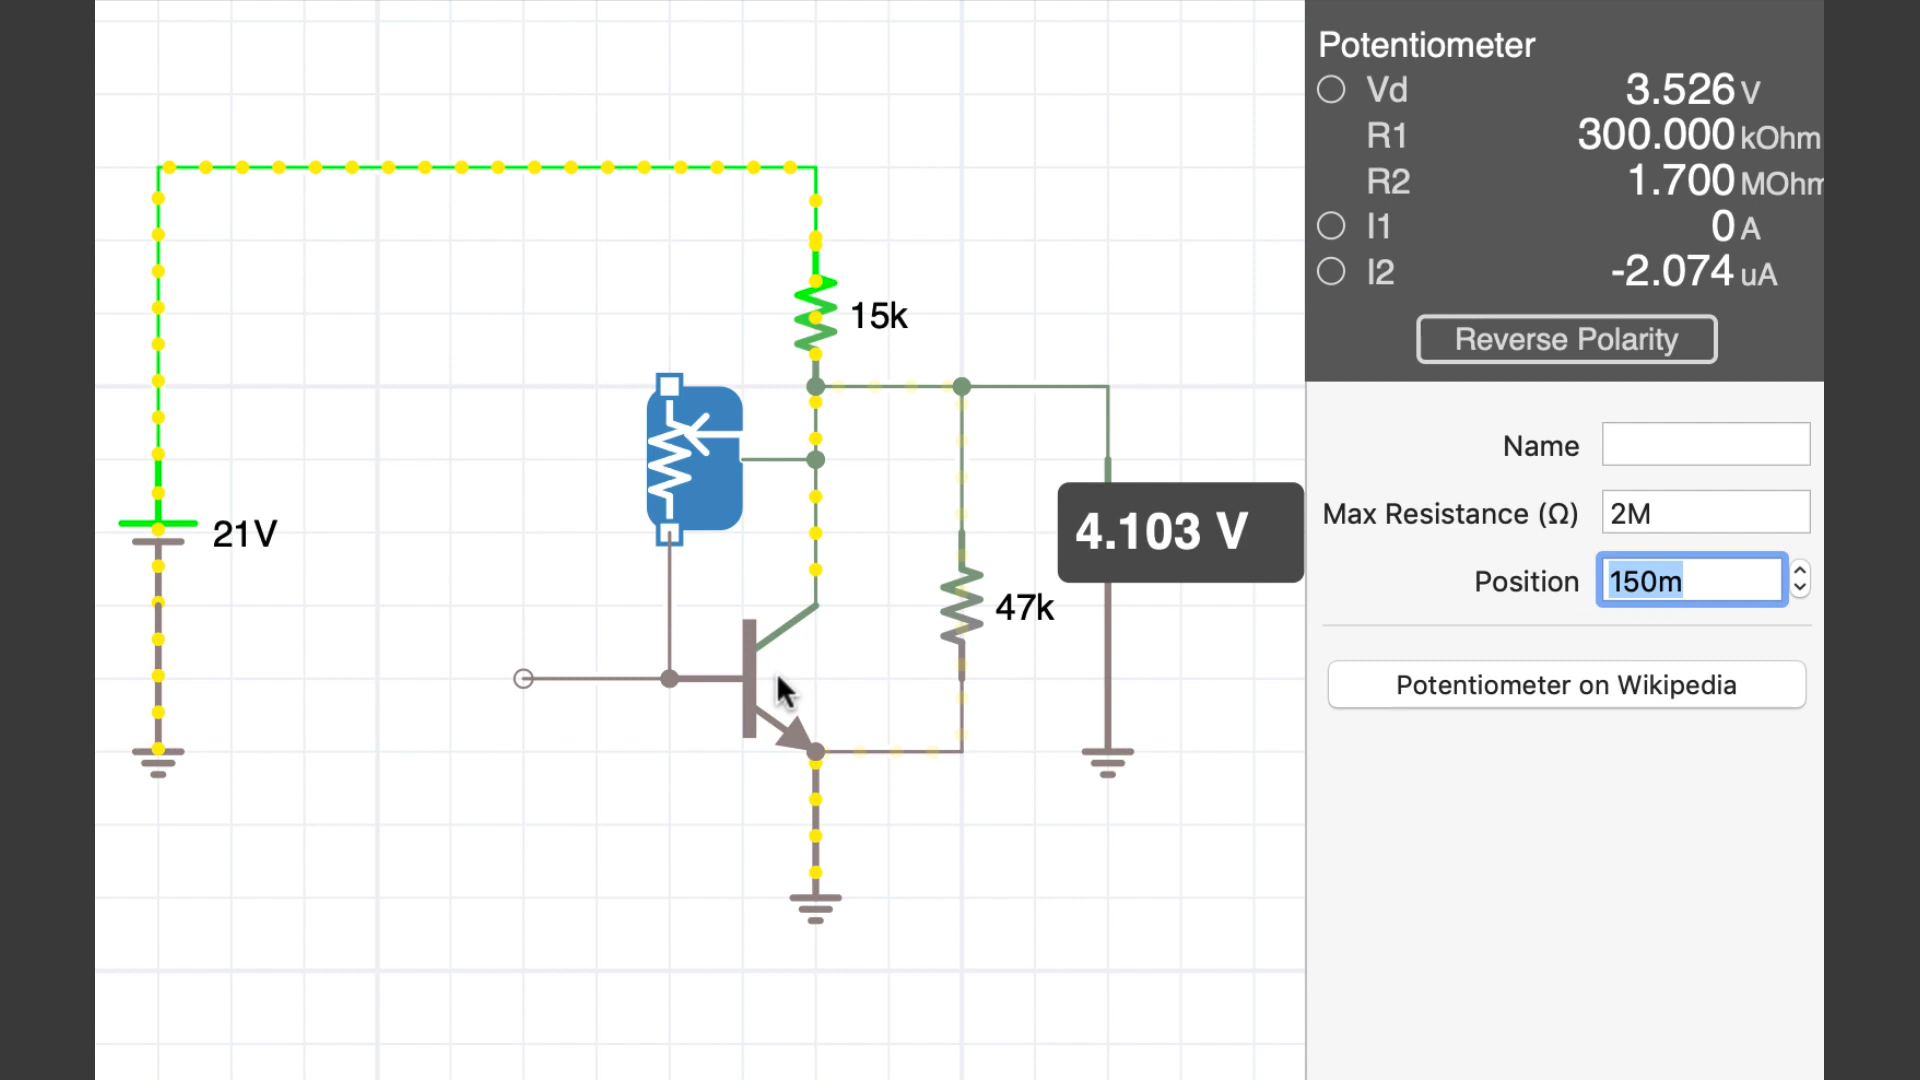 15k
21V
47k
4.103 V
Potentiometer
Vd 3.526 V
R1 300.000 kOhm
R2 1.700 MOhm
I1 0 A
I2 -2.074 uA
Reverse Polarity
Name
Max Resistance (Ω) 2M
Position 150m
Potentiometer on Wikipedia